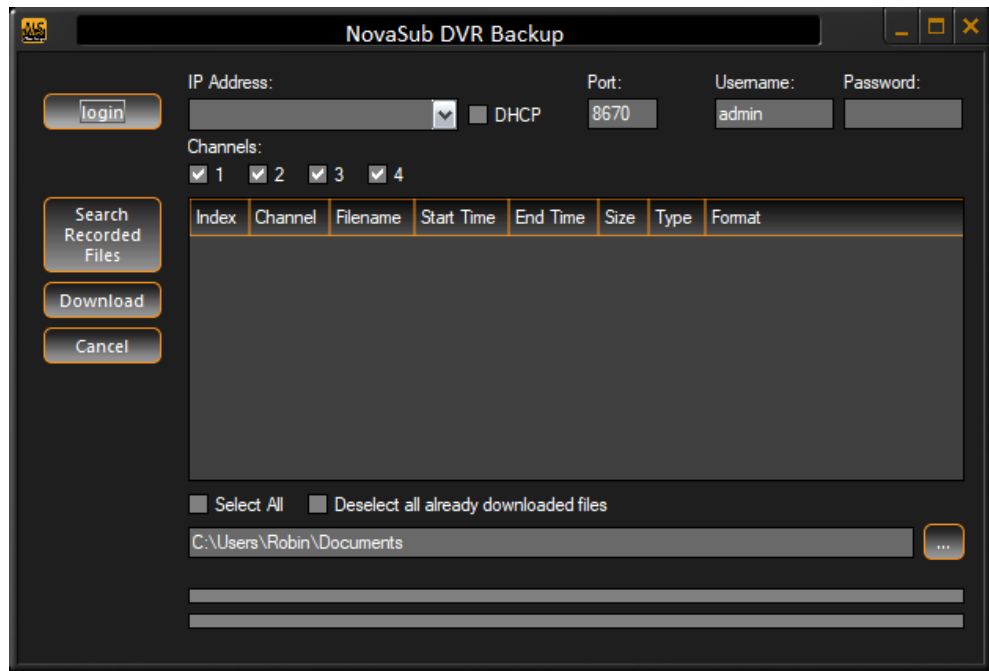 NovaSub DVR Backup
IP Address: Port: Username: Password:
login DHCP 8670 admin
Channels:
1 2 3 4
Search
Recorded
Files
Index Channel Filename Start Time End Time Size Type Format
Download
Cancel
Select All Deselect all already downloaded files
C:\Users\Robin\Documents ...